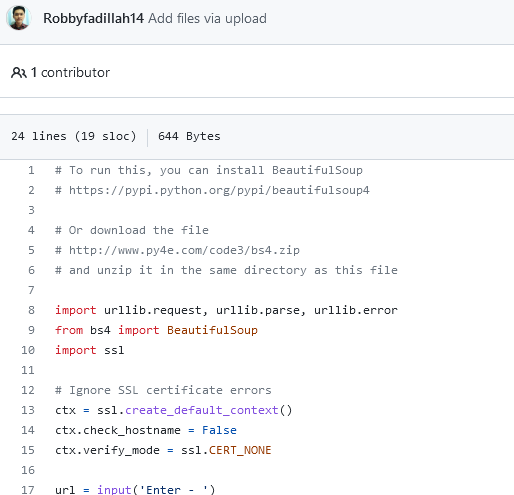 Robbyfadillah14 Add files via upload
1 contributor
24 lines (19 sloc) 644 Bytes
1 # To run this, you can install BeautifulSoup
2 # https://pypi.python.org/pypi/beautifulsoup4
3
4 # Or download the file
5 # http://www.py4e.com/code3/bs4.zip
6 # and unzip it in the same directory as this file
7
8 import urllib.request, urllib.parse, urllib.error
9 from bs4 import BeautifulSoup
10 import ssl
11
12 # Ignore SSL certificate errors
13 ctx = ssl.create_default_context()
14 ctx.check_hostname = False
15 ctx.verify_mode = ssl.CERT_NONE
16
17 url = input('Enter - ')